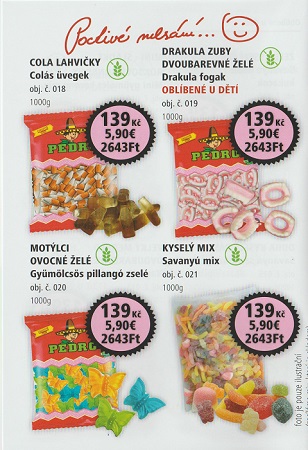 Poctivé mlsání...
COLA LAHVIČKY
Colás üvegek
obj. č. 018
1000g
139 Kč
5,90€
2643Ft
PEDRO
DRAKULA ZUBY
DVOUBAREVNÉ ŽELÉ
Drakula fogak
OBLÍBENÉ U DĚTÍ
obj. č. 019
1000g
139 Kč
5,90€
2643Ft
PEDRO
MOTÝLCI
OVOCNÉ ŽELÉ
Gyümölcsös pillangó zselé
obj. č. 020
1000g
139 Kč
5,90€
2643Ft
PEDRO
KYSELÝ MIX
Savanyú mix
obj. č. 021
1000g
139 Kč
5,90€
2643Ft
foto je pouze ilustrační